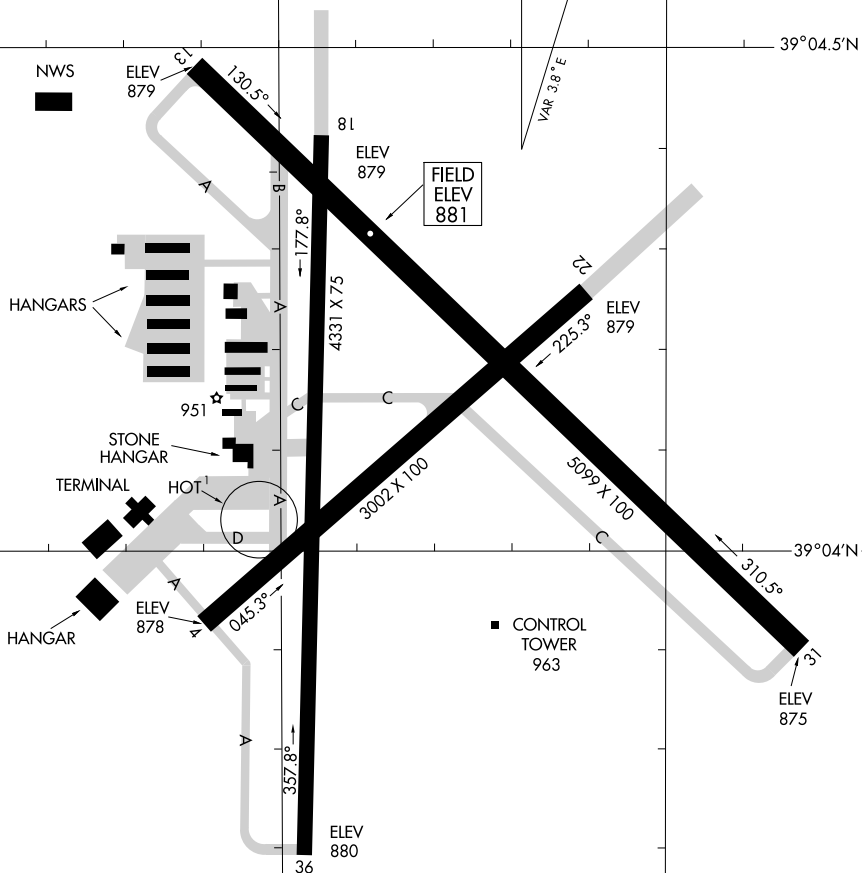 39°04.5'N
13
NWS
ELEV
879
130.5°
VAR 3.8° E
18
ELEV
879
FIELD
ELEV
881
A
B
177.8°
22
HANGARS
A
4331 X 75
ELEV
879
225.3°
951
C
C
STONE
HANGAR
3002 X 100
5099 X 100
TERMINAL
HOT 1
A
D
C
39°04'N
310.5°
A
045.3°
ELEV
878
4
HANGAR
CONTROL
TOWER
963
31
ELEV
875
A
357.8°
ELEV
880
36